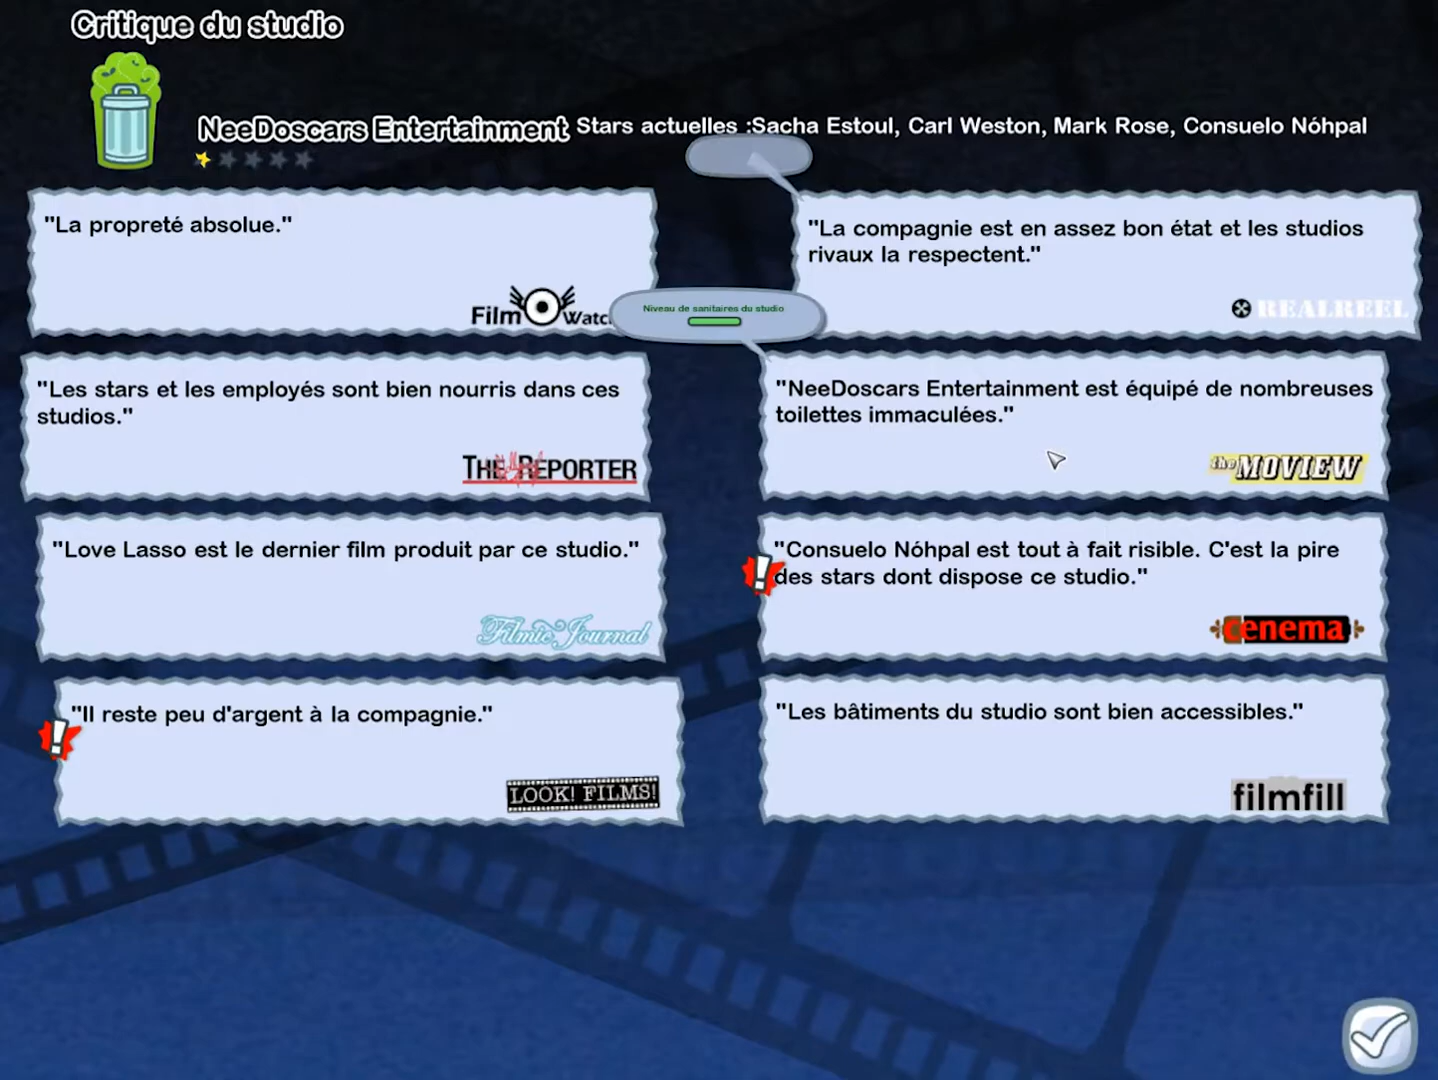 Critique du studio
NeeDoscars Entertainment Stars actuelles :Sacha Estoul, Carl Weston, Mark Rose, Consuelo Nóhpal
"La propreté absolue."
Film Watc
"La compagnie est en assez bon état et les studios
rivaux la respectent."
REALREEL
Niveau de sanitaires du studio
"Les stars et les employés sont bien nourris dans ces
studios."
THE REPORTER
"NeeDoscars Entertainment est équipé de nombreuses
toilettes immaculées."
the MOVIEW
"Love Lasso est le dernier film produit par ce studio."
Filmic Journal
"Consuelo Nóhpal est tout à fait risible. C'est la pire
des stars dont dispose ce studio."
cenema
"Il reste peu d'argent à la compagnie."
LOOK! FILMS!
"Les bâtiments du studio sont bien accessibles."
filmfill